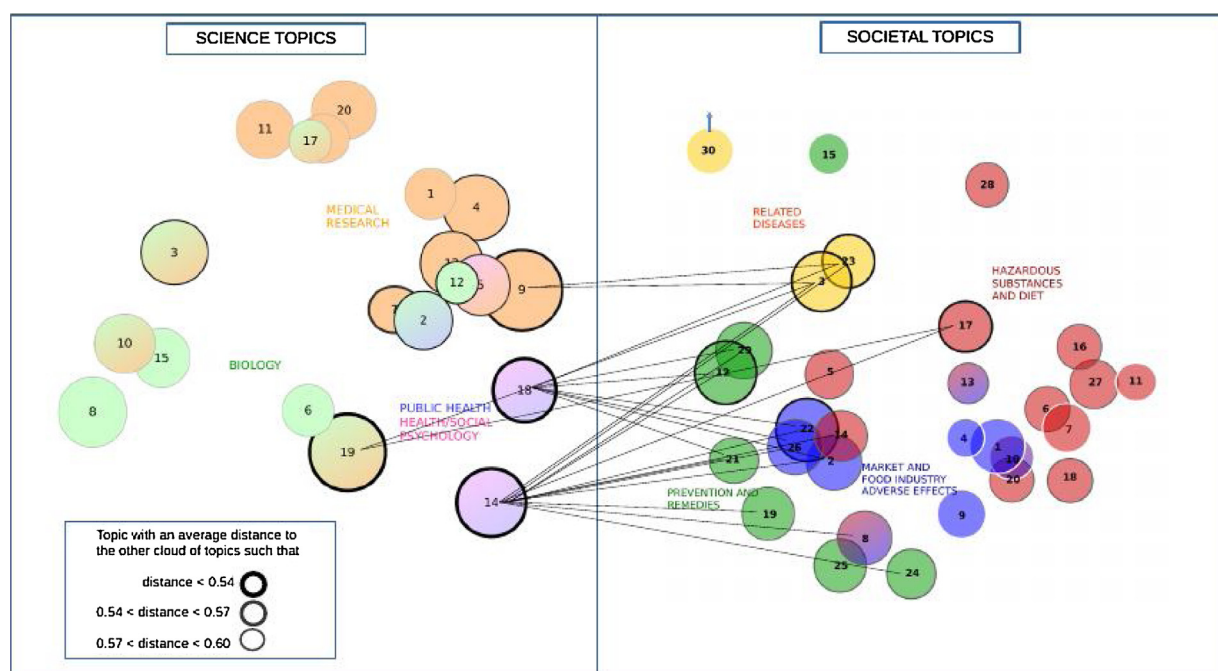 SCIENCE TOPICS
SOCIETAL TOPICS
20
11
17
30
15
28
1
4
MEDICAL
RESEARCH
RELATED
DISEASES
3
12
5
9
23
3
HAZARDOUS
SUBSTANCES
AND DIET
2
17
10
15
BIOLOGY
29
12
16
5
13
27
11
8
6
18
PUBLIC HEALTH
HEALTH/SOCIAL
PSYCHOLOGY
19
22
14
26
2
21
6
7
4
1
10
20
18
MARKET AND
FOOD INDUSTRY
ADVERSE EFFECTS
14
PREVENTION AND
REMEDIES
19
9
8
25
24
Topic with an average distance to
the other cloud of topics such that
distance < 0.54
0.54 < distance < 0.57
0.57 < distance < 0.60